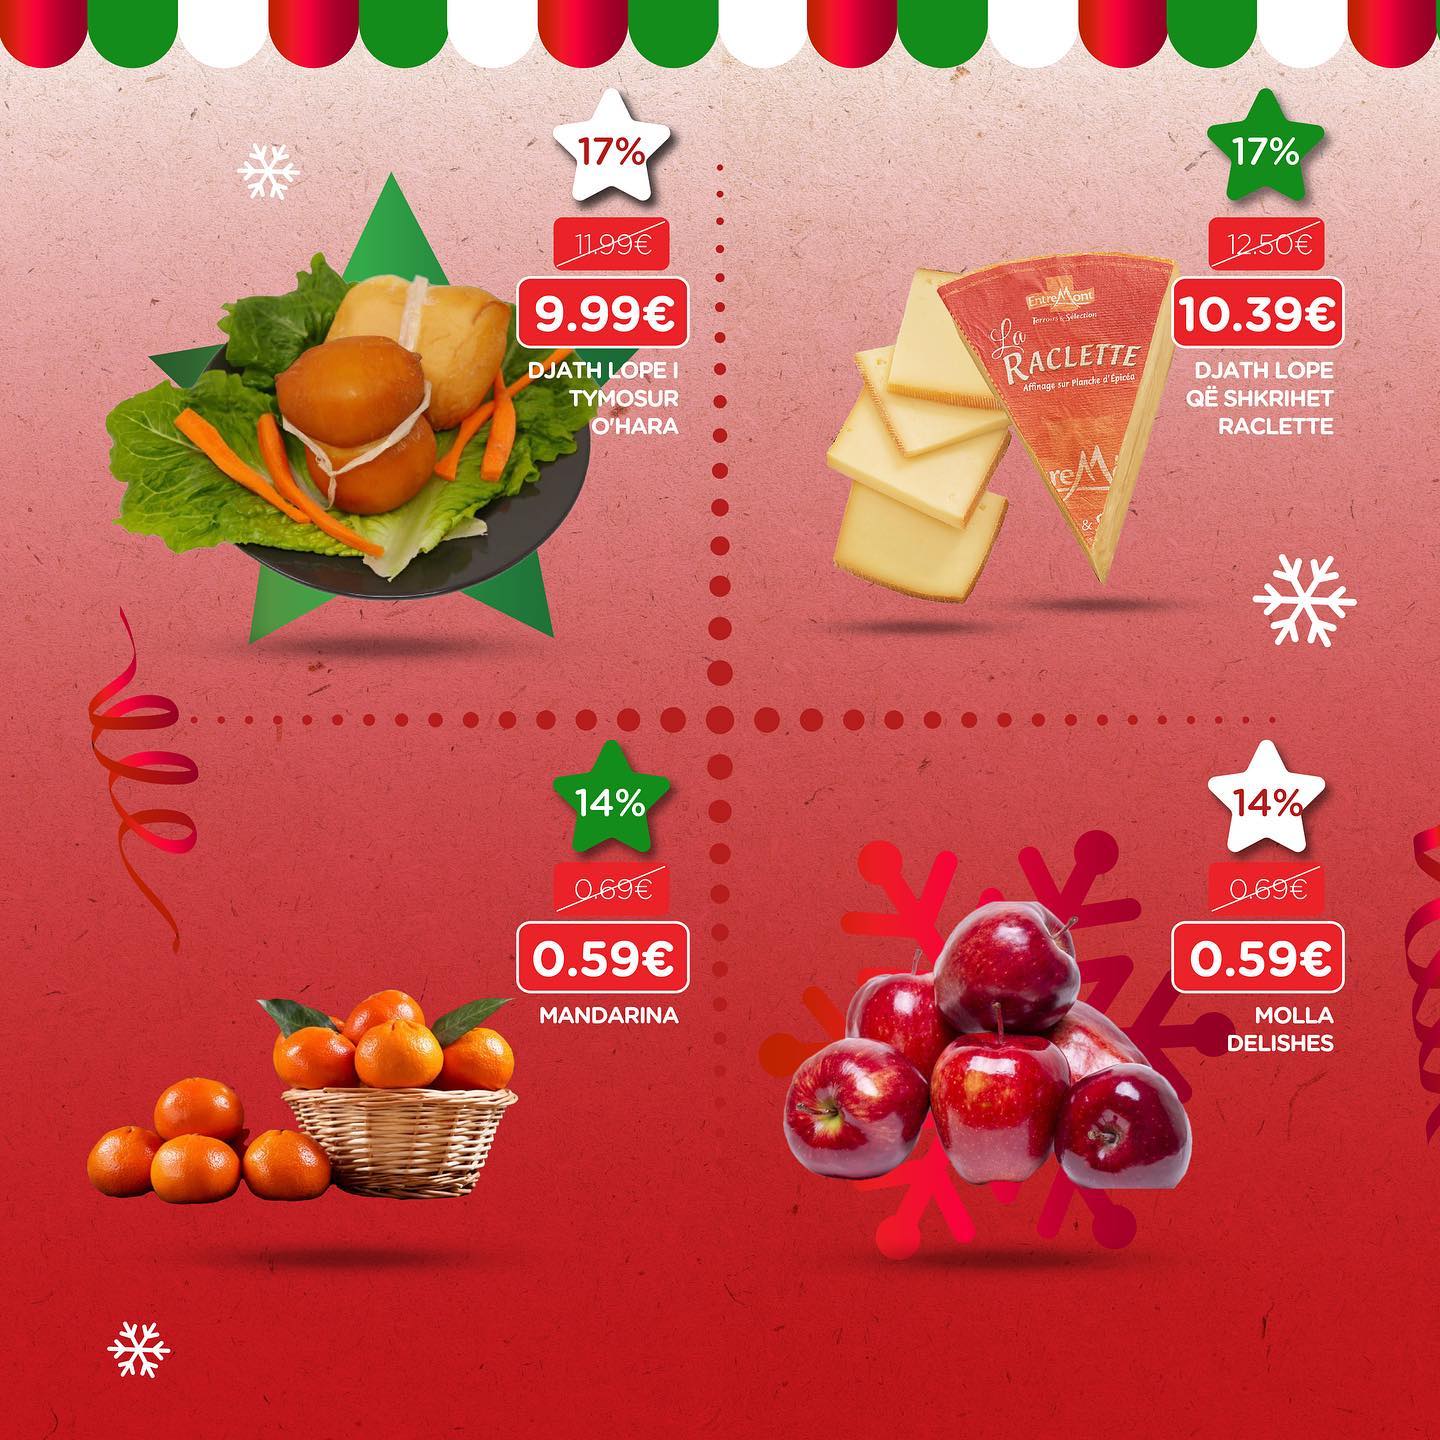 17%
11.99€
9.99€
DJATH LOPE I
TYMOSUR
O'HARA
17%
12.50€
10.39€
DJATH LOPE
QË SHKRIHET
RACLETTE
EntreMont
Terroirs & Sélection
La
RACLETTE
Affinage sur Planche d'Épicéa
reM
&
14%
0.69€
0.59€
MANDARINA
14%
0.69€
0.59€
MOLLA
DELISHES